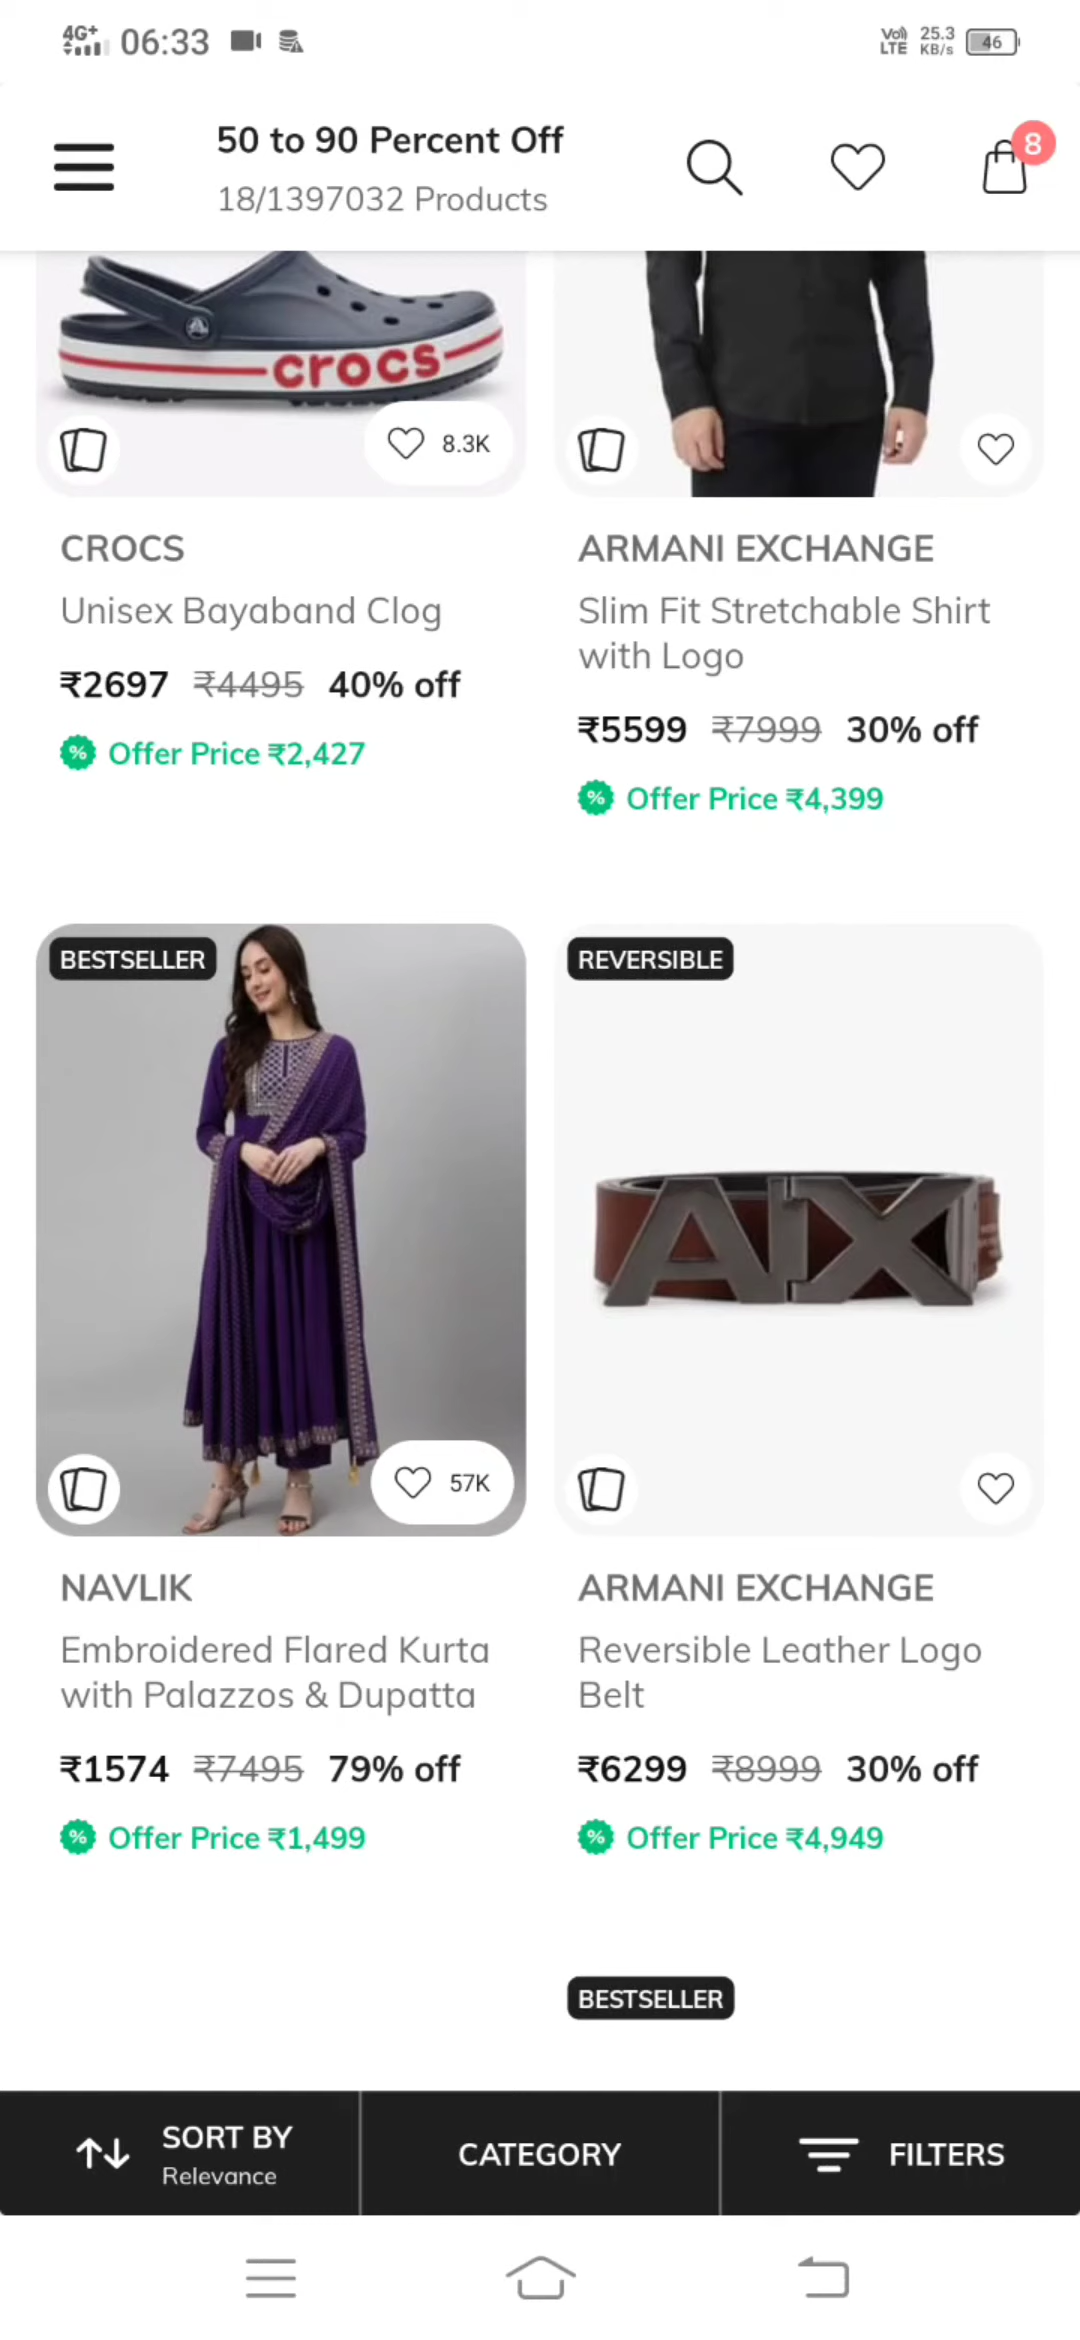 4G+ 06:33 Vo) LTE 25.3 KB/s 46
50 to 90 Percent Off
18/1397032 Products
8
crocs
8.3K
CROCS
Unisex Bayaband Clog
₹2697 ₹4495 40% off
% Offer Price ₹2,427
ARMANI EXCHANGE
Slim Fit Stretchable Shirt
with Logo
₹5599 ₹7999 30% off
% Offer Price ₹4,399
BESTSELLER
57K
NAVLIK
Embroidered Flared Kurta
with Palazzos & Dupatta
₹1574 ₹7495 79% off
% Offer Price ₹1,499
REVERSIBLE
A|X
ARMANI EXCHANGE
Reversible Leather Logo
Belt
₹6299 ₹8999 30% off
% Offer Price ₹4,949
BESTSELLER
SORT BY
Relevance
CATEGORY
FILTERS